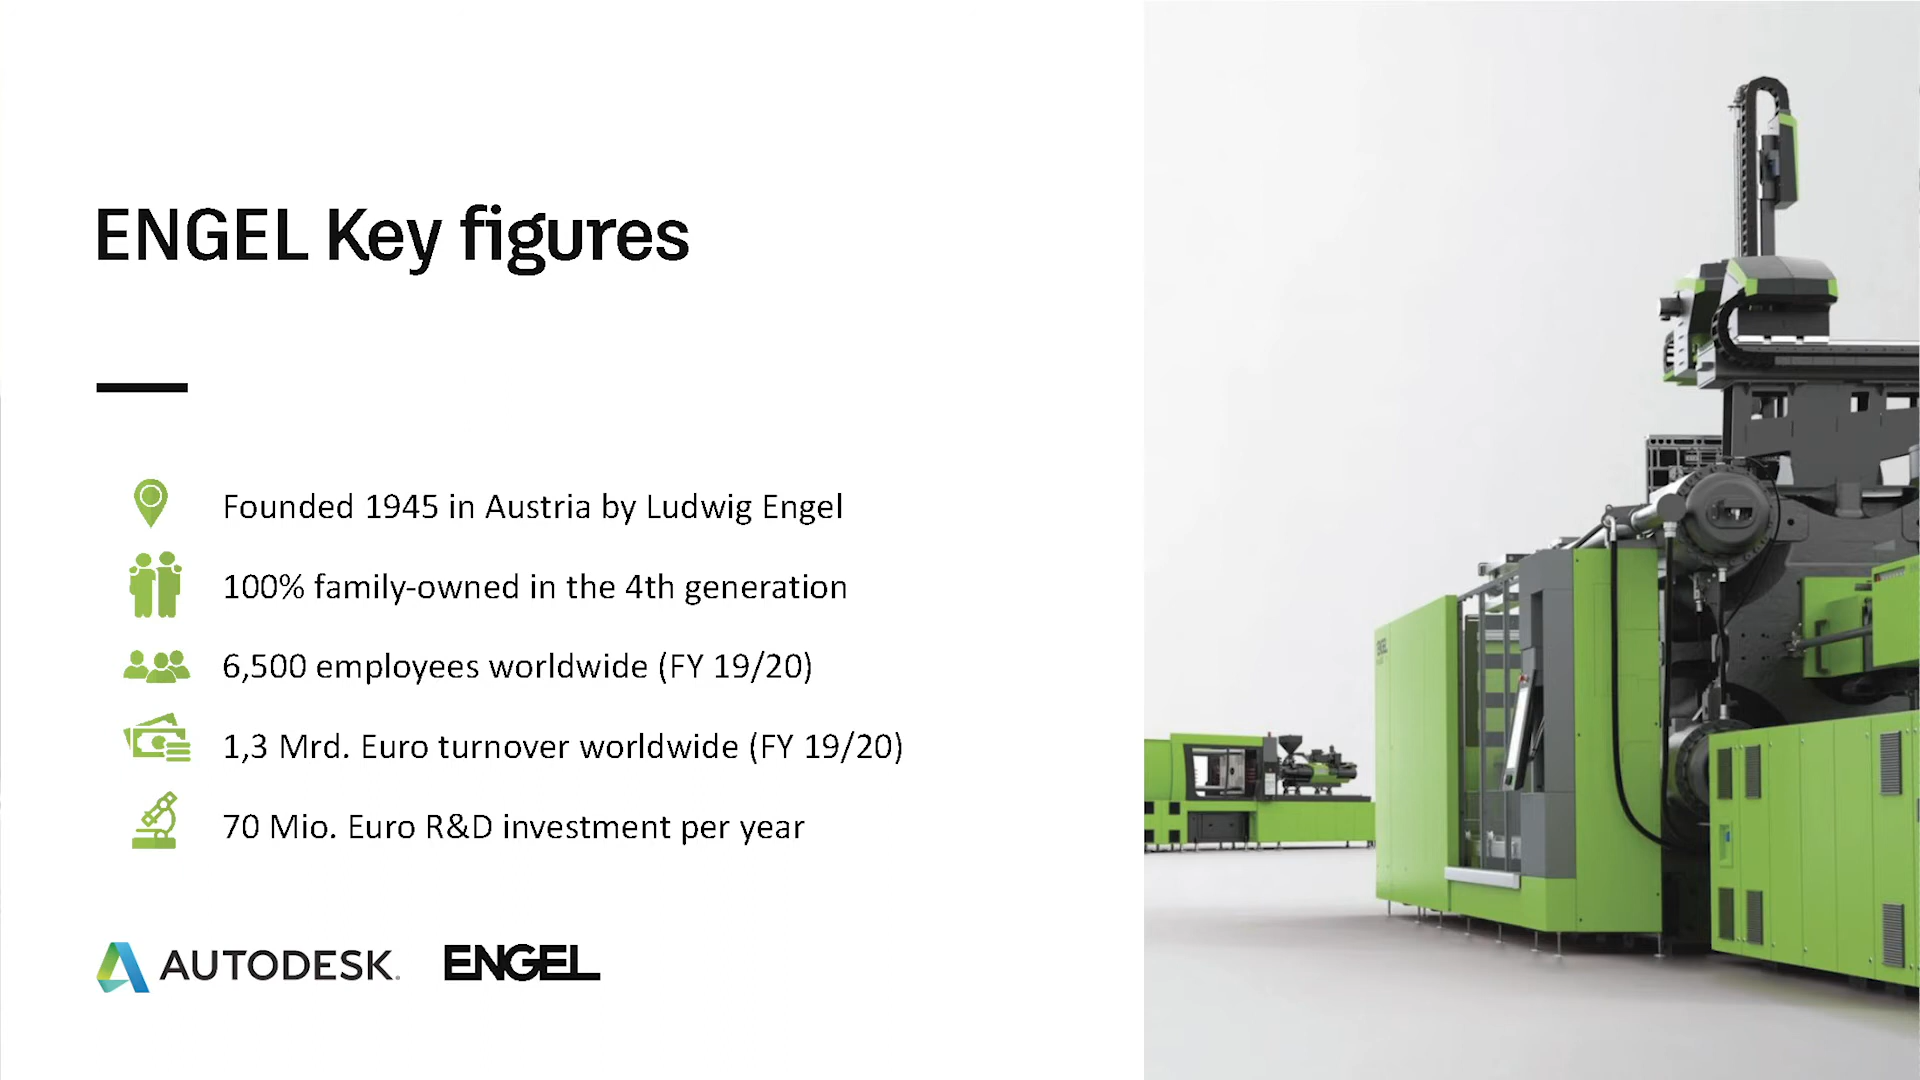 ENGEL Key figures
Founded 1945 in Austria by Ludwig Engel
100% family-owned in the 4th generation
6,500 employees worldwide (FY 19/20)
1,3 Mrd. Euro turnover worldwide (FY 19/20)
70 Mio. Euro R&D investment per year
AUTODESK. ENGEL
ENGEL